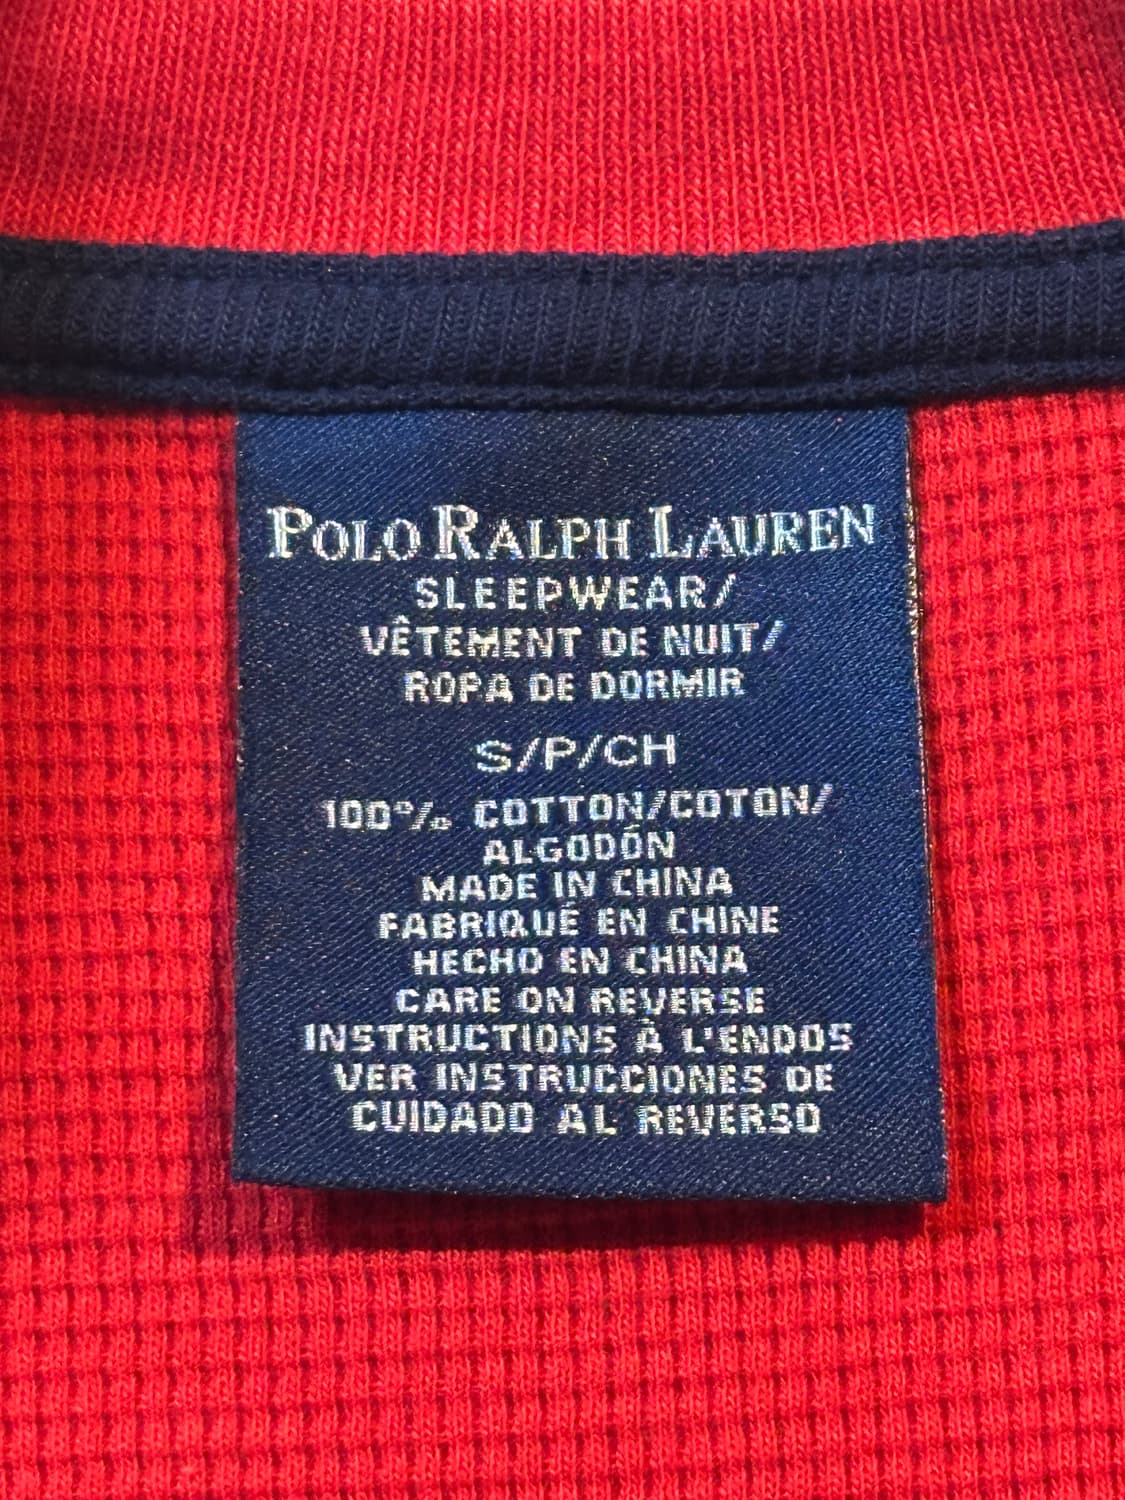 POLO RALPH LAUREN
SLEEPWEAR/
VÊTEMENT DE NUIT/
ROPA DE DORMIR
S/P/CH
100% COTTON/COTON/
ALGODÓN
MADE IN CHINA
FABRIQUÉ EN CHINE
HECHO EN CHINA
CARE ON REVERSE
INSTRUCTIONS À L'ENDOS
VER INSTRUCCIONES DE
CUIDADO AL REVERSO